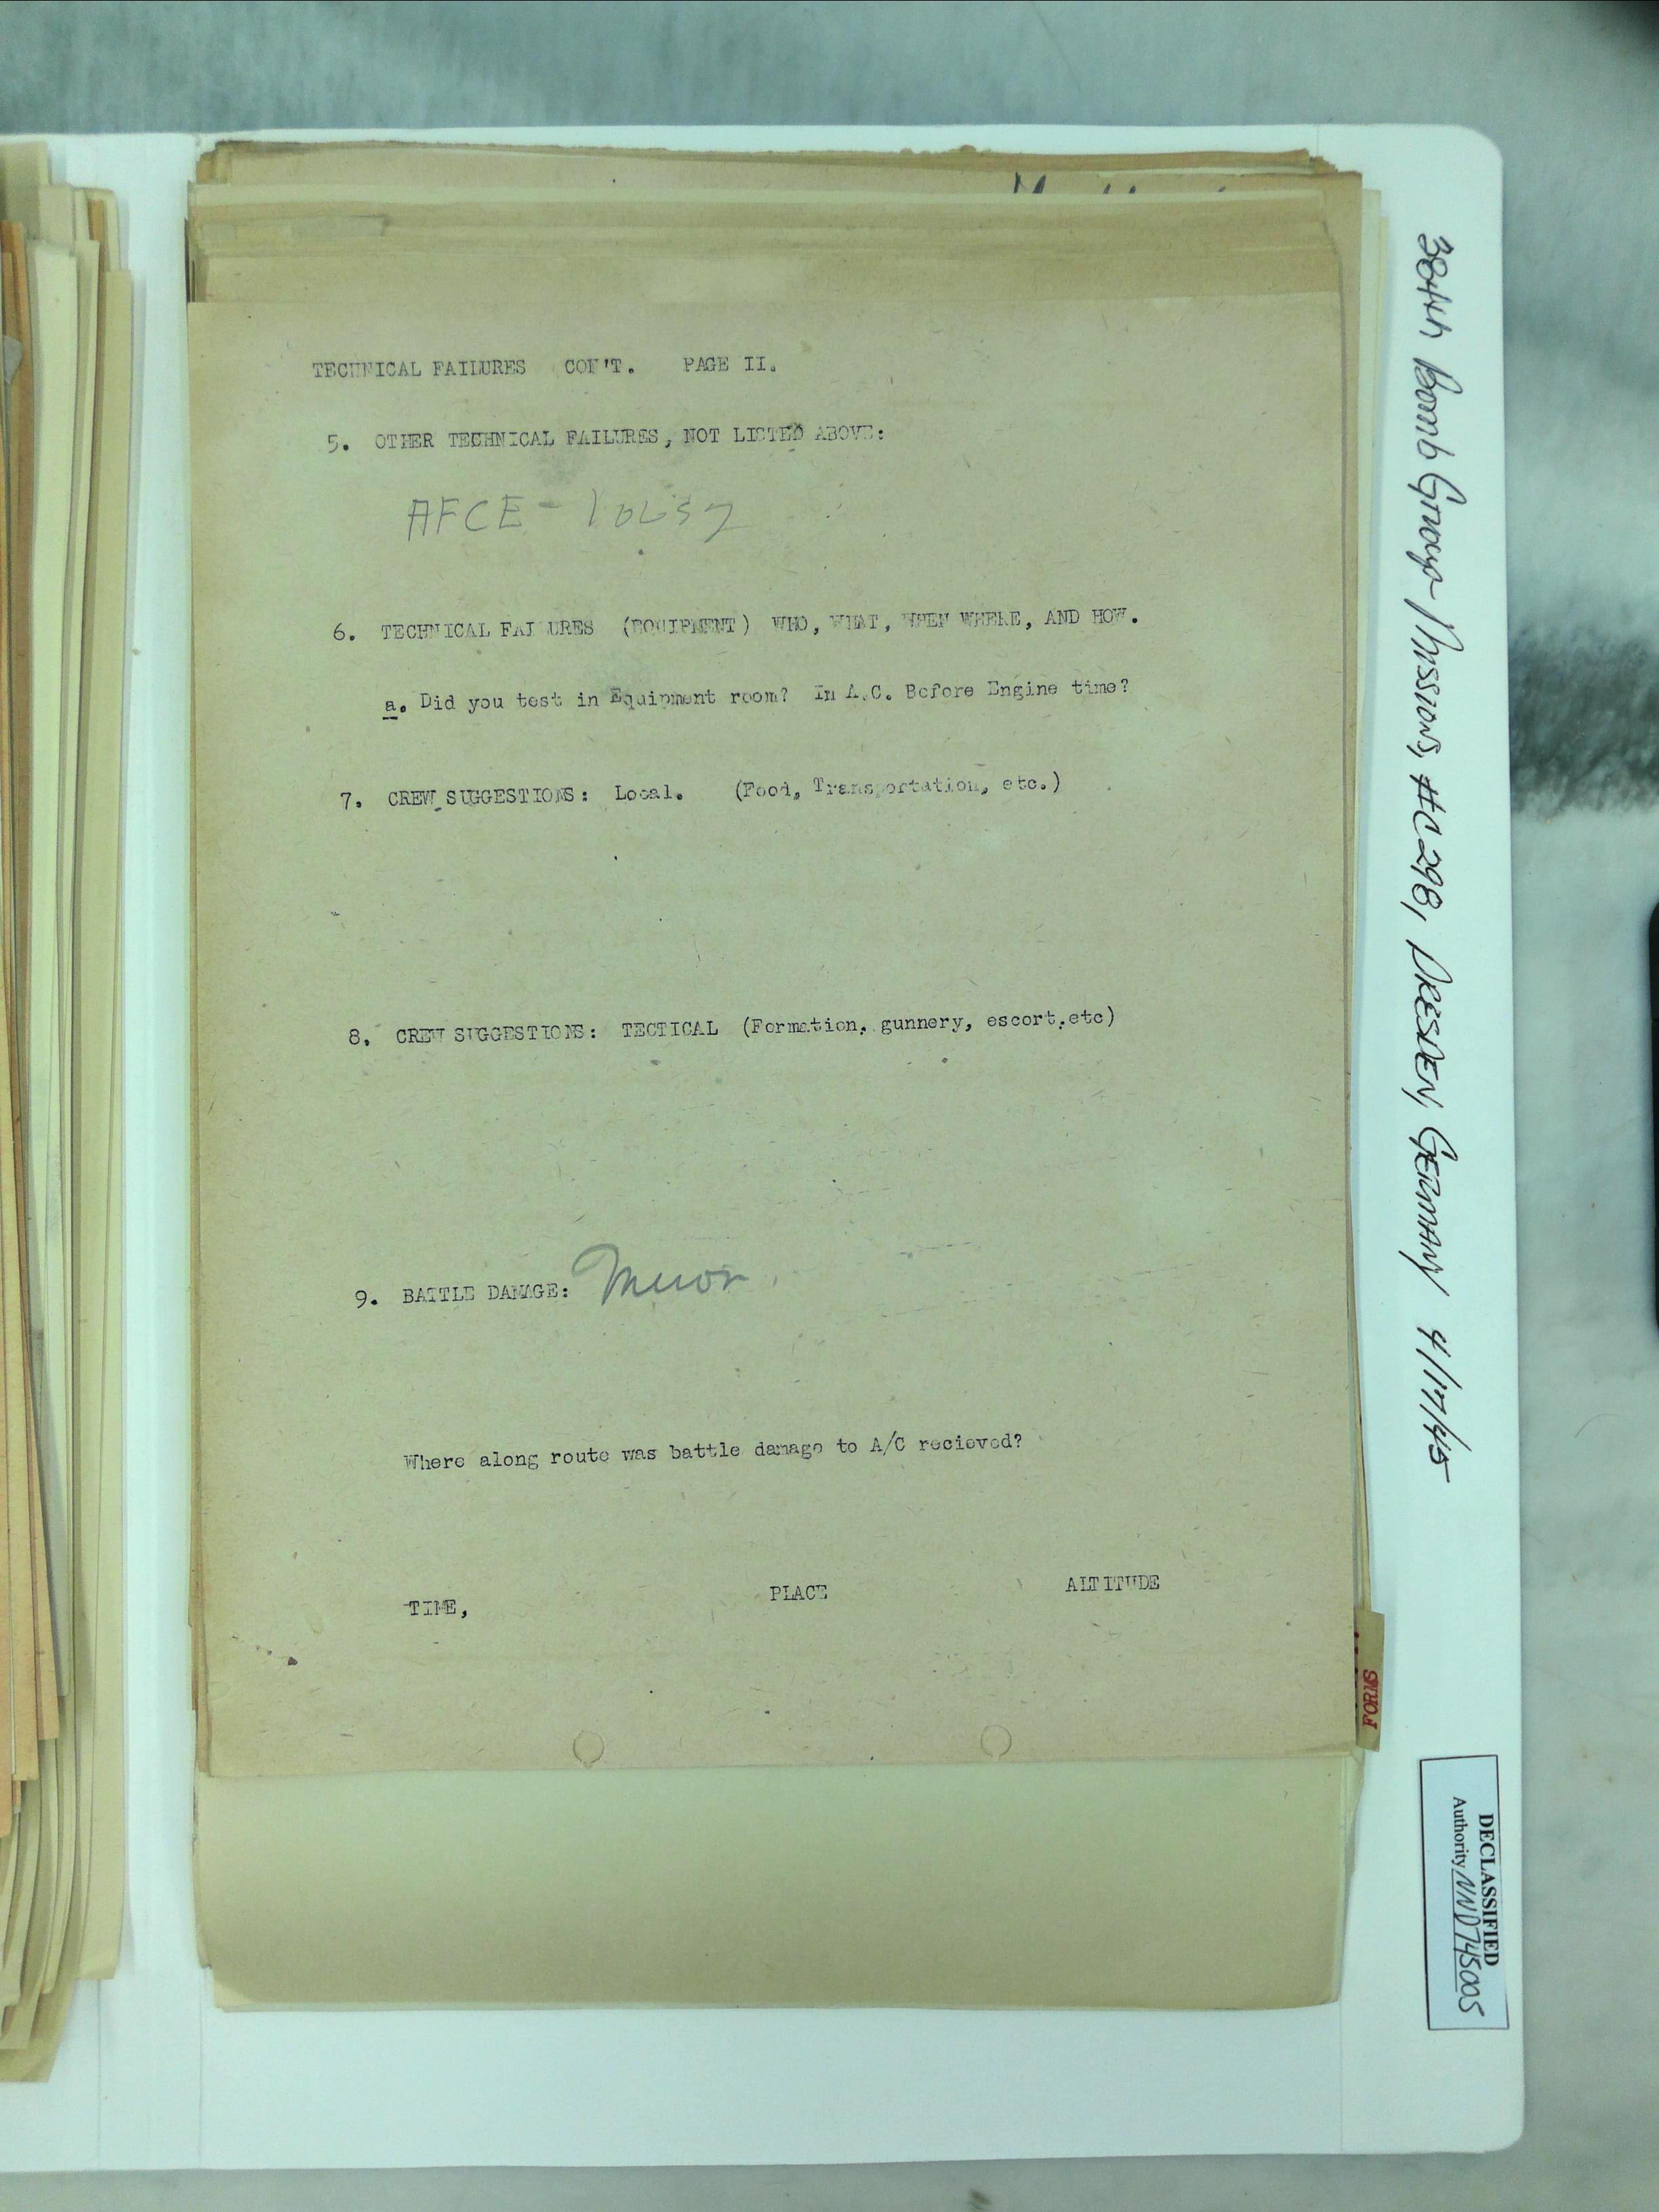 TECHNICAL FAILURES CON'T. PAGE II.
5. OTHER TECHNICAL FAILURES, NOT LISTED ABOVE:
AFCE - lousy
6. TECHNICAL FAILURES (EQUIPMENT) WHO, WHAT, WHEN WHERE, AND HOW.
a. Did you test in Equipment room? In A.C. Before Engine time?
7. CREW SUGGESTIONS: Local. (Food, Transportation, etc.)
8. CREW SUGGESTIONS: TECTICAL (Formation, gunnery, escort,etc)
9. BATTLE DAMAGE: Minor
Where along route was battle damage to A/C recieved?
TIME, PLACE ALTITUDE
384th Bomb Group Missions, #C298, DRESDEN, GERMANY 4/17/45
FORMS
DECLASSIFIED
Authority NND745005